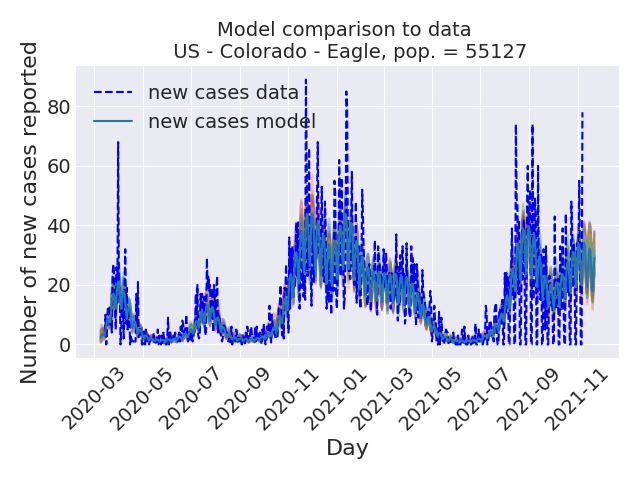 Model comparison to data
US - Colorado - Eagle, pop. = 55127
Number of new cases reported
80
60
40
20
0
new cases data
new cases model
2020-03
2020-05
2020-07
2020-09
2020-11
2021-01
2021-03
2021-05
2021-07
2021-09
2021-11
Day